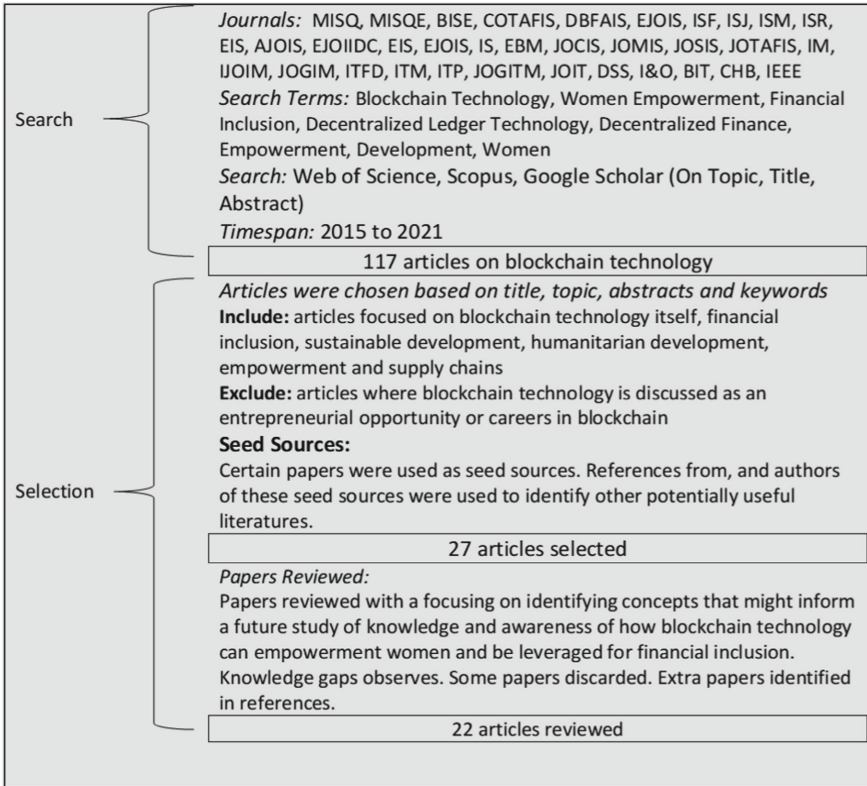 Journals: MISQ, MISQE, BISE, COTAFIS, DBFAIS, EJOIS, ISF, ISJ, ISM, ISR,
EIS, AJOIS, EJOIIDC, EIS, EJOIS, IS, EBM, JOCIS, JOMIS, JOSIS, JOTAFIS, IM,
IJOIM, JOGIM, ITFD, ITM, ITP, JOGITM, JOIT, DSS, I&O, BIT, CHB, IEEE
Search
Search Terms: Blockchain Technology, Women Empowerment, Financial
Inclusion, Decentralized Ledger Technology, Decentralized Finance,
Empowerment, Development, Women
Search: Web of Science, Scopus, Google Scholar (On Topic, Title,
Abstract)
Timespan: 2015 to 2021
117 articles on blockchain technology
Selection
Articles were chosen based on title, topic, abstracts and keywords
Include: articles focused on blockchain technology itself, financial
inclusion, sustainable development, humanitarian development,
empowerment and supply chains
Exclude: articles where blockchain technology is discussed as an
entrepreneurial opportunity or careers in blockchain
Seed Sources:
Certain papers were used as seed sources. References from, and authors
of these seed sources were used to identify other potentially useful
literatures.
27 articles selected
Papers Reviewed:
Papers reviewed with a focusing on identifying concepts that might inform
a future study of knowledge and awareness of how blockchain technology
can empowerment women and be leveraged for financial inclusion.
Knowledge gaps observes. Some papers discarded. Extra papers identified
in references.
22 articles reviewed